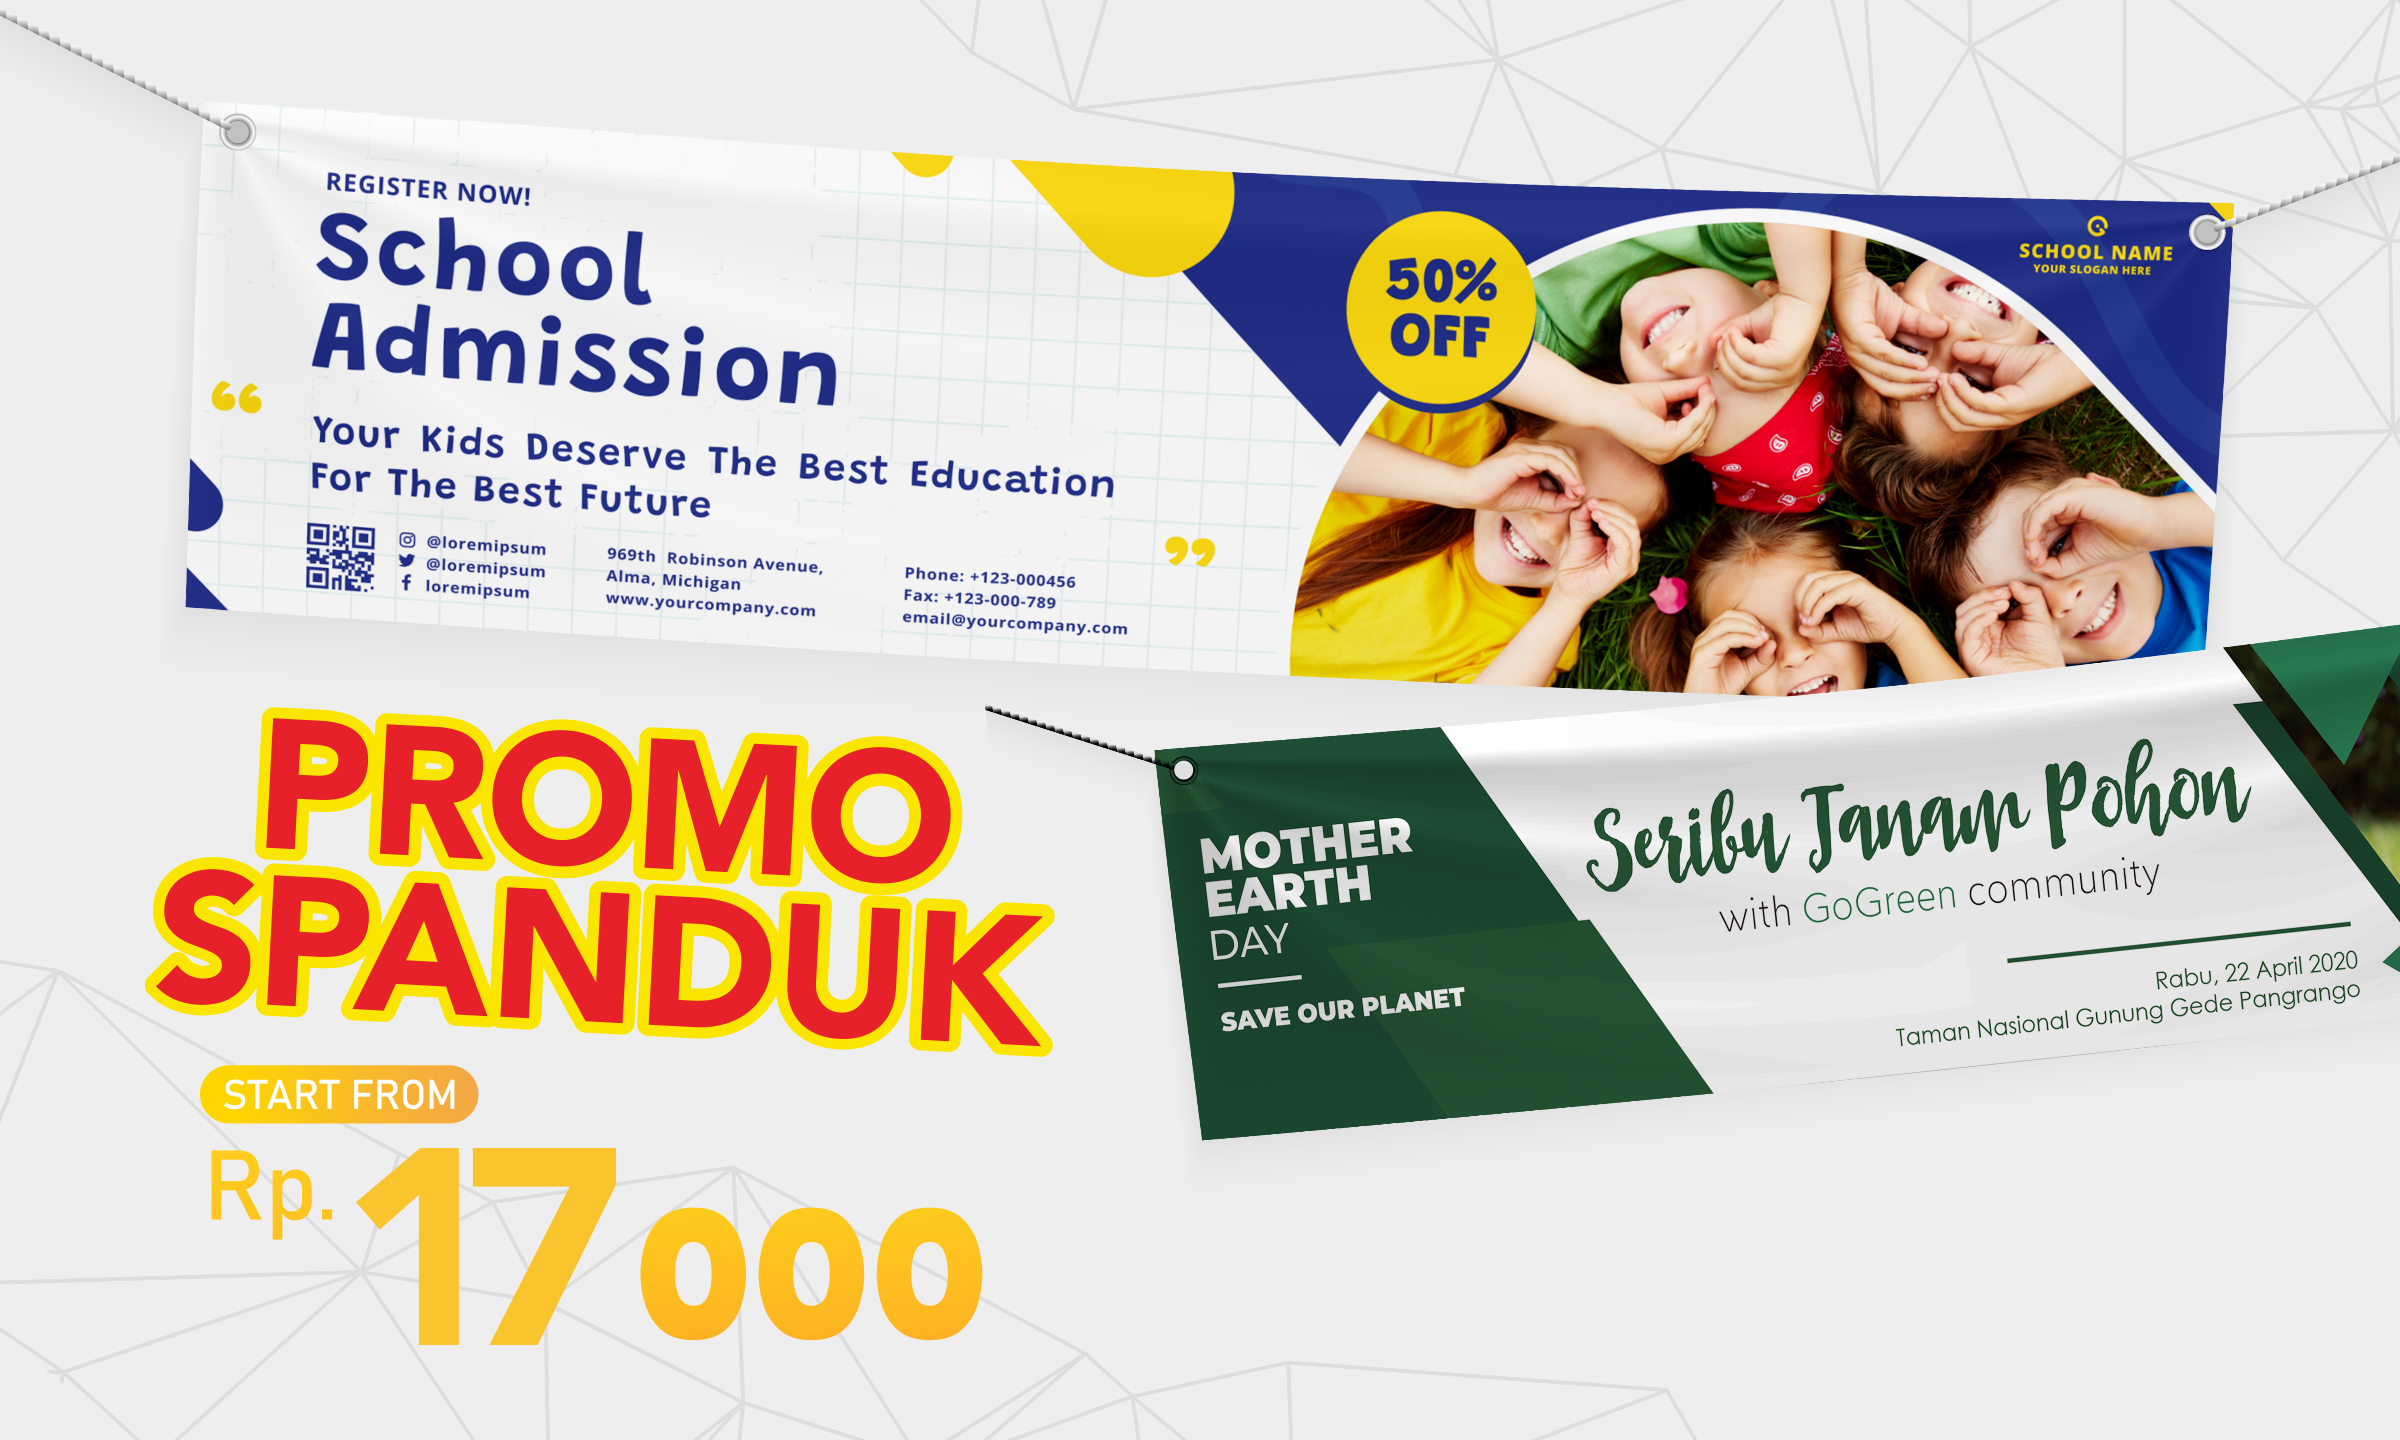 REGISTER NOW!
School
Admission
“
Your Kids Deserve The Best Education
For The Best Future
”
@loremipsum
@loremipsum
loremipsum
969th Robinson Avenue,
Alma, Michigan
www.yourcompany.com
Phone: +123-000456
Fax: +123-000-789
email@yourcompany.com
50%
OFF
SCHOOL NAME
YOUR SLOGAN HERE
MOTHER
EARTH
DAY
SAVE OUR PLANET
Seribu Tanam Pohon
with GoGreen community
Rabu, 22 April 2020
Taman Nasional Gunung Gede Pangrango
PROMO
SPANDUK
START FROM
Rp. 17000